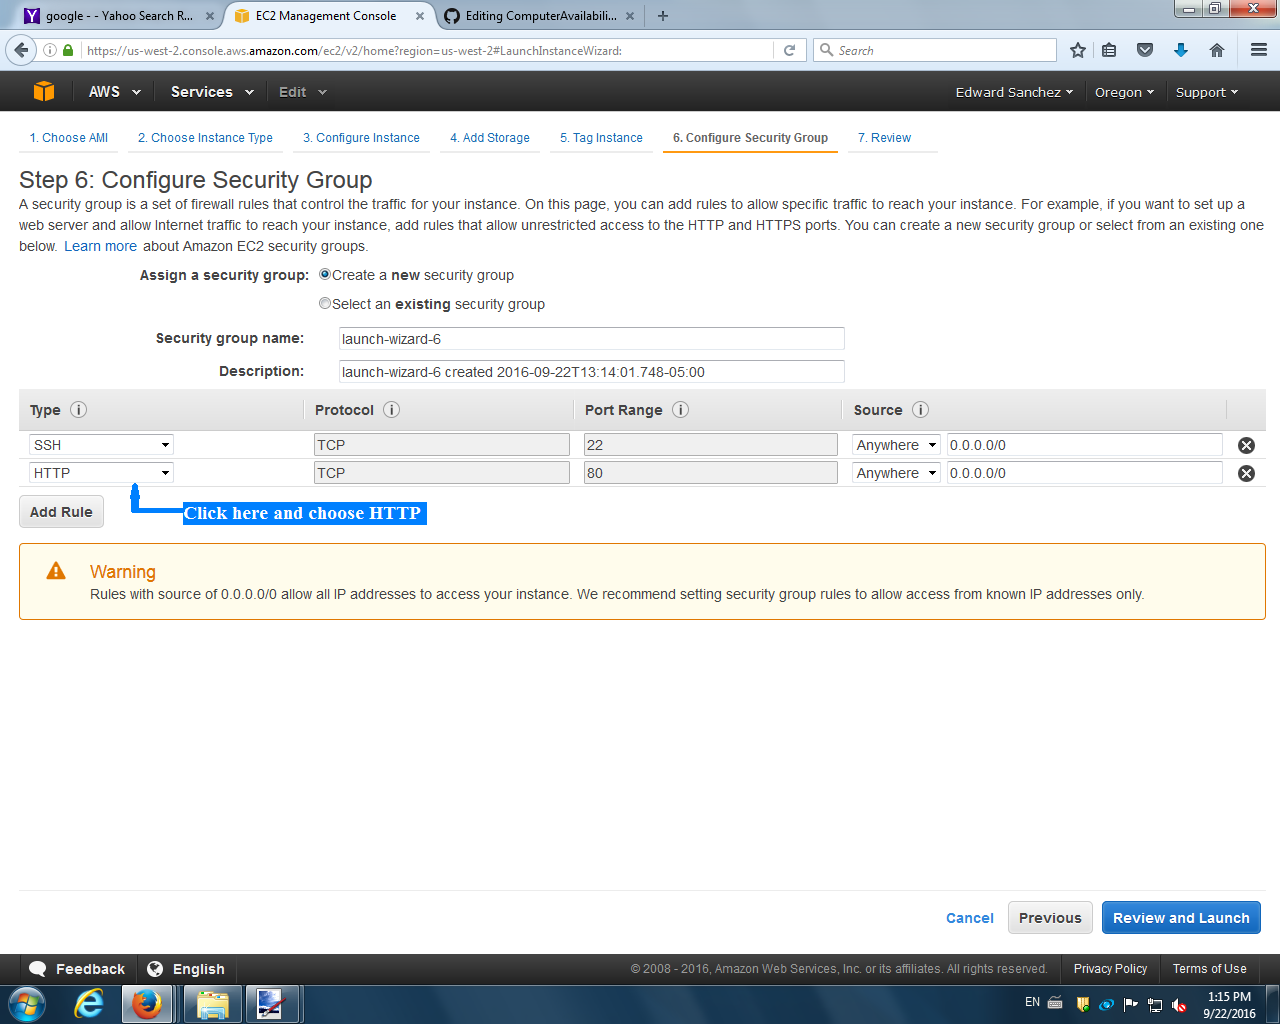 google - - Yahoo Search R...
EC2 Management Console
Editing ComputerAvailabili...
https://us-west-2.console.aws.amazon.com/ec2/v2/home?region=us-west-2#LaunchInstanceWizard:
Search
AWS
Services
Edit
Edward Sanchez
Oregon
Support
1. Choose AMI
2. Choose Instance Type
3. Configure Instance
4. Add Storage
5. Tag Instance
6. Configure Security Group
7. Review
Step 6: Configure Security Group
A security group is a set of firewall rules that control the traffic for your instance. On this page, you can add rules to allow specific traffic to reach your instance. For example, if you want to set up a
web server and allow Internet traffic to reach your instance, add rules that allow unrestricted access to the HTTP and HTTPS ports. You can create a new security group or select from an existing one
below. Learn more about Amazon EC2 security groups.
Assign a security group: Create a new security group
Select an existing security group
Security group name: launch-wizard-6
Description: launch-wizard-6 created 2016-09-22T13:14:01.748-05:00
Type Protocol Port Range Source
SSH TCP 22 Anywhere 0.0.0.0/0
HTTP TCP 80 Anywhere 0.0.0.0/0
Add Rule
Click here and choose HTTP
Warning
Rules with source of 0.0.0.0/0 allow all IP addresses to access your instance. We recommend setting security group rules to allow access from known IP addresses only.
Cancel
Previous
Review and Launch
Feedback
English
© 2008 - 2016, Amazon Web Services, Inc. or its affiliates. All rights reserved.
Privacy Policy
Terms of Use
EN
1:15 PM
9/22/2016